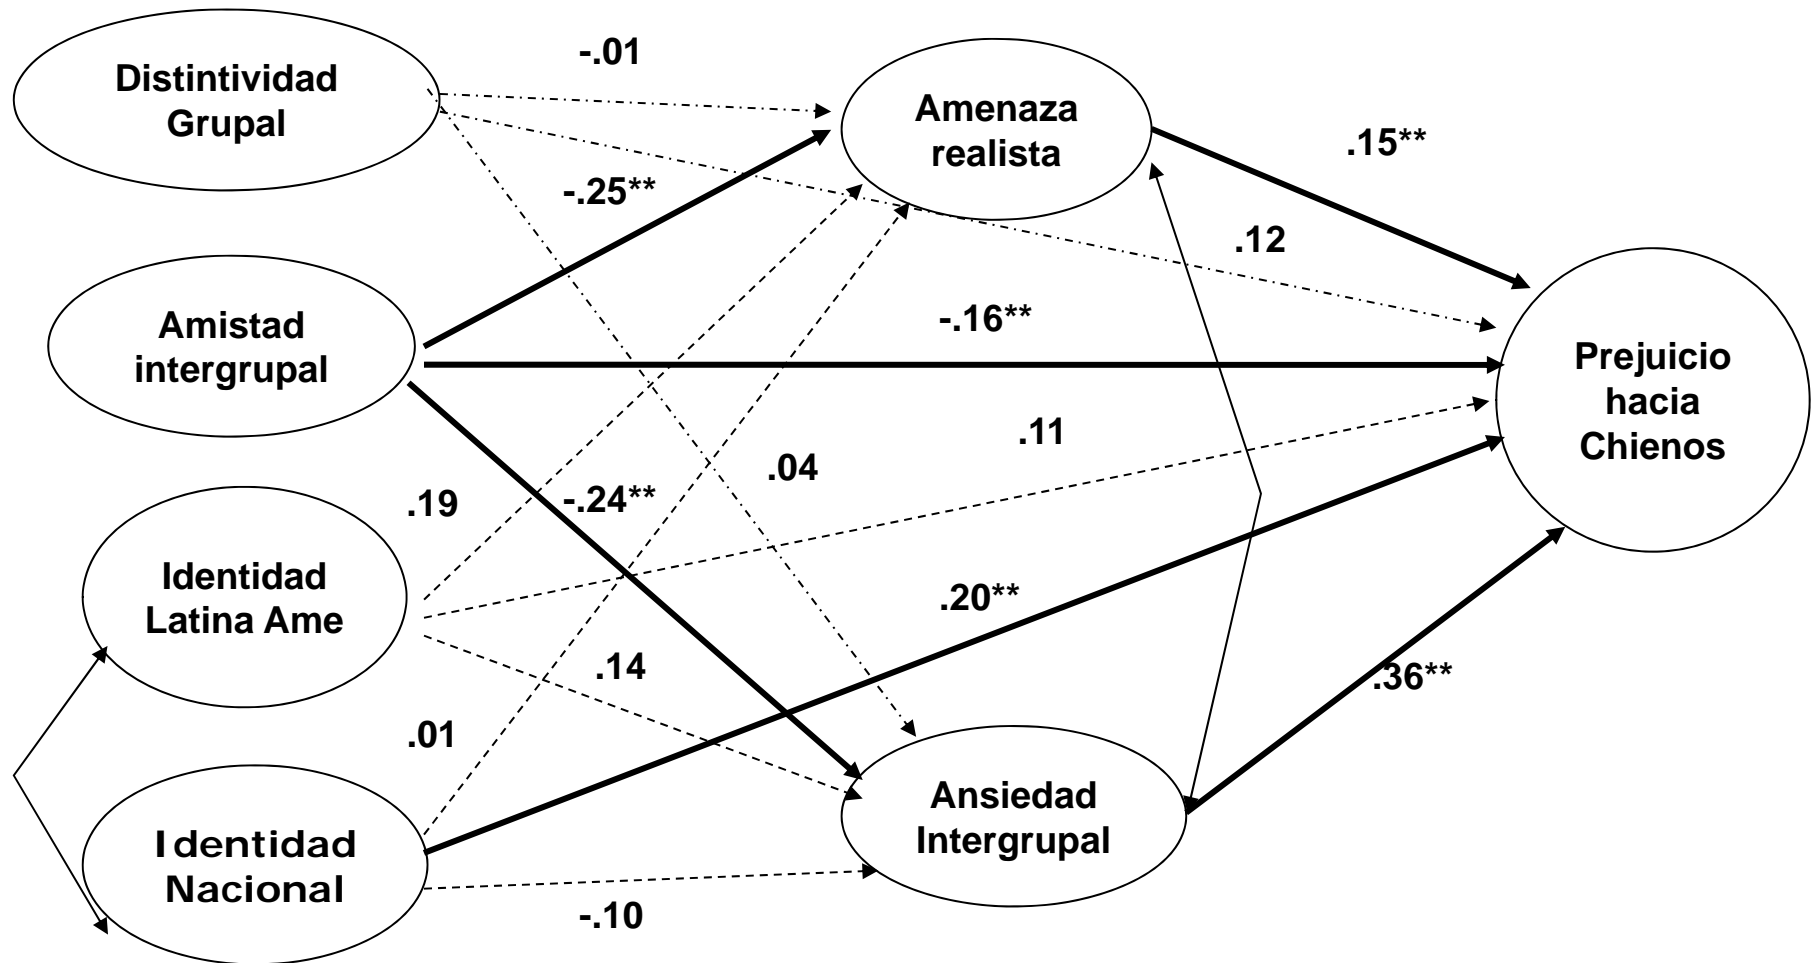 Distintividad
Grupal
-.01
Amenaza
realista
.15**
-.25**
.12
Amistad
intergrupal
-.16**
Prejuicio
hacia
Chienos
.11
.04
.19
-.24**
Identidad
Latina Ame
.20**
.14
.36**
.01
Ansiedad
Intergrupal
Identidad
Nacional
-.10